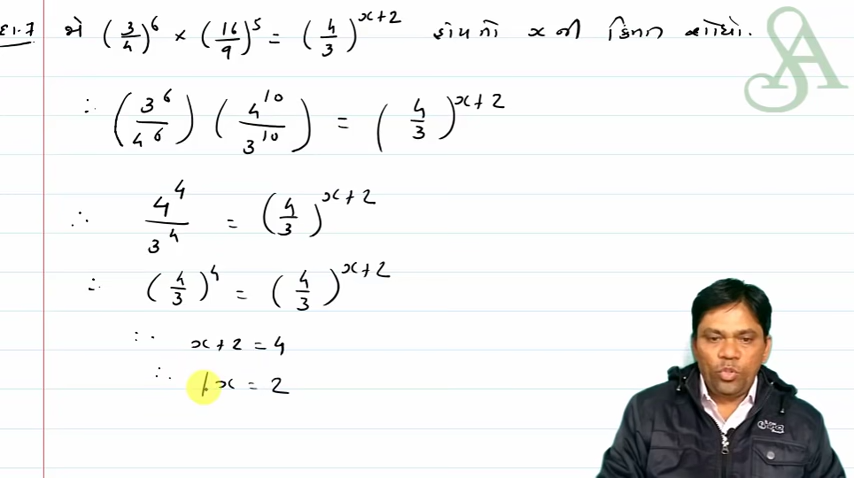 દા.7 જો (3/4)^6 × (16/9)^5 = (4/3)^{x+2} હોય તો x ની કિંમત શોધો.
∴ (3^6/4^6) (4^10/3^10) = (4/3)^{x+2}
∴ 4^4/3^4 = (4/3)^{x+2}
∴ (4/3)^4 = (4/3)^{x+2}
∴ x+2 = 4
∴ x = 2